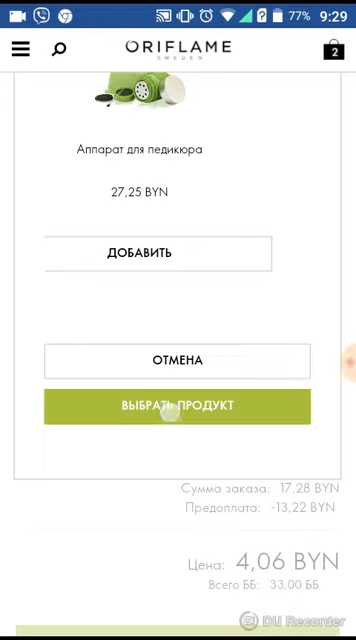 77% 9:29
ORIFLAME
SWEDEN
2
Аппарат для педикюра
27,25 BYN
ДОБАВИТЬ
ОТМЕНА
ВЫБРАТЬ ПРОДУКТ
Сумма заказа: 17,28 BYN
Предоплата: -13,22 BYN
Цена: 4,06 BYN
Всего ББ: 33,00 ББ
DU Recorder